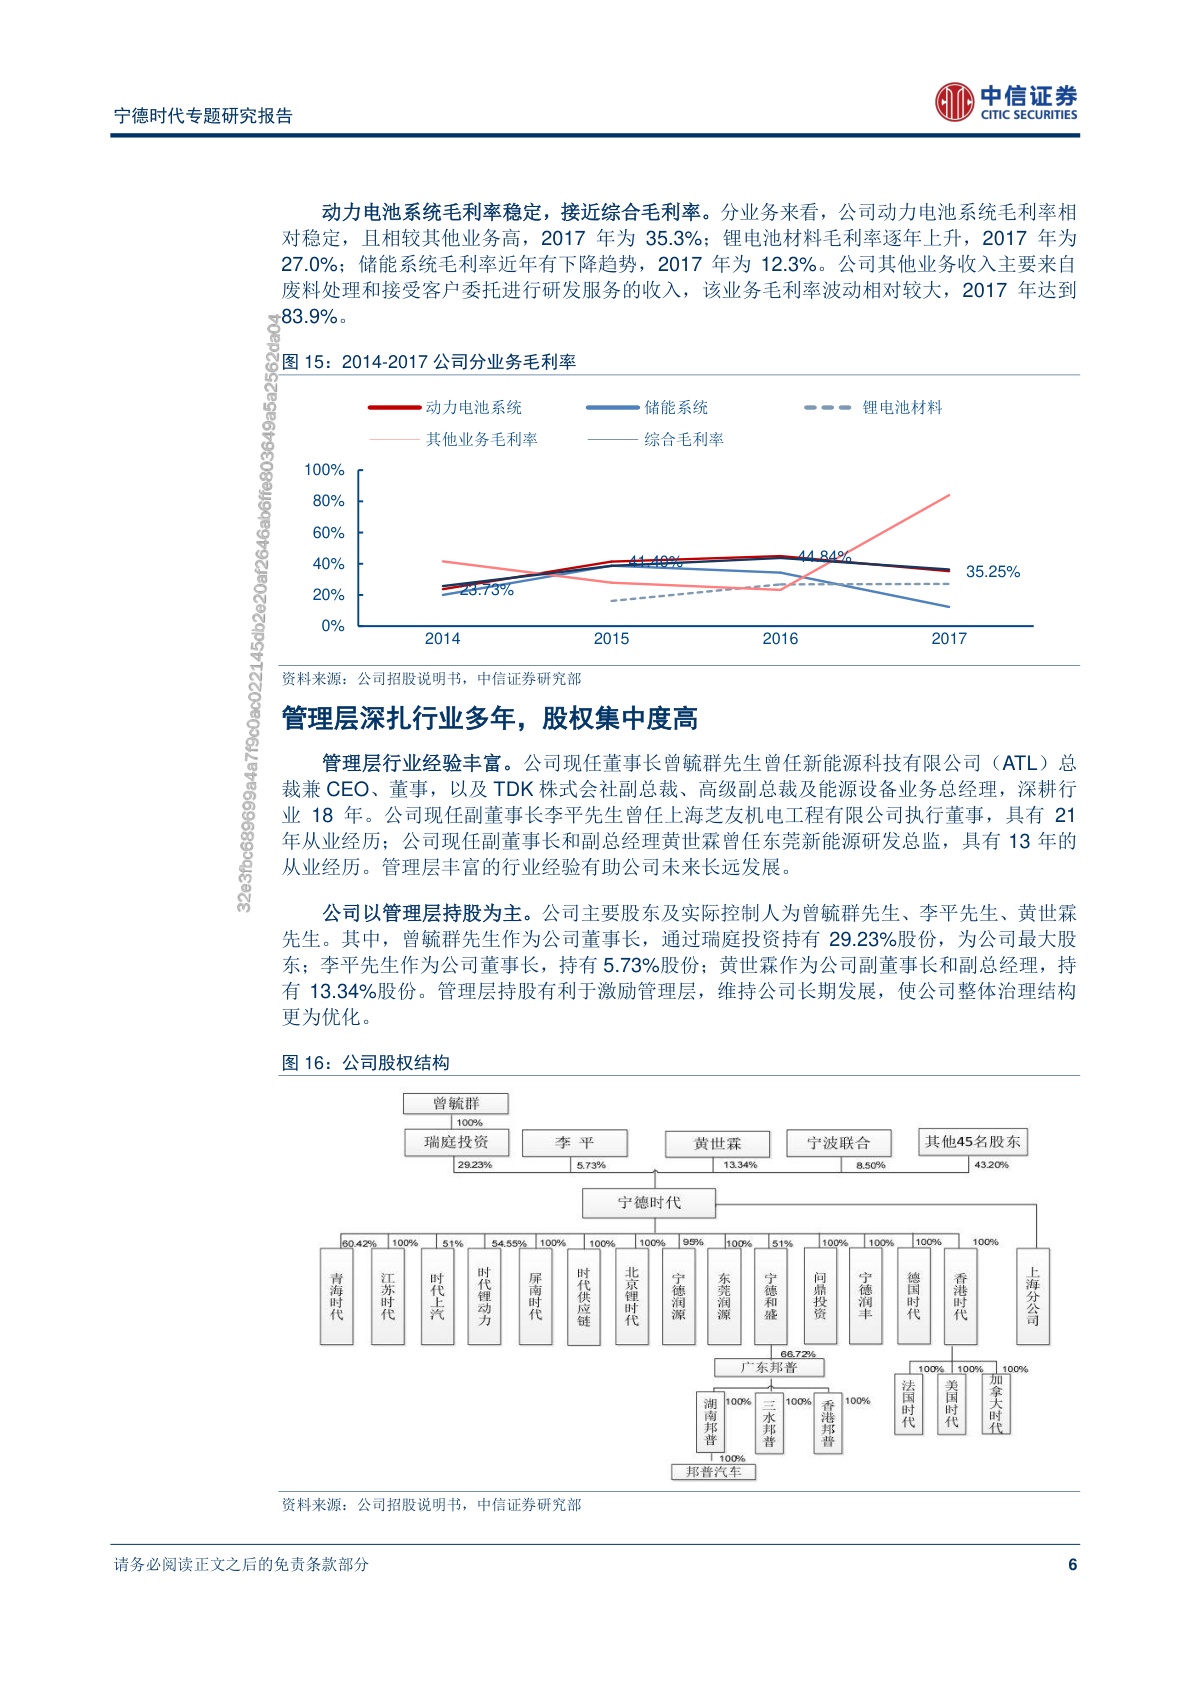 宁德时代专题研究报告
中信证券
CITIC SECURITIES
动力电池系统毛利率稳定，接近综合毛利率。分业务来看，公司动力电池系统毛利率相
对稳定，且相较其他业务高，2017 年为 35.3%；锂电池材料毛利率逐年上升，2017 年为
27.0%；储能系统毛利率近年有下降趋势，2017 年为 12.3%。公司其他业务收入主要来自
废料处理和接受客户委托进行研发服务的收入，该业务毛利率波动相对较大，2017 年达到
83.9%。
图 15：2014-2017 公司分业务毛利率
动力电池系统 储能系统 锂电池材料
其他业务毛利率 综合毛利率
100%
80%
60%
40%
20%
0%
23.73%
41.40%
44.84%
35.25%
2014 2015 2016 2017
资料来源：公司招股说明书，中信证券研究部
管理层深扎行业多年，股权集中度高
管理层行业经验丰富。公司现任董事长曾毓群先生曾任新能源科技有限公司（ATL）总
裁兼 CEO、董事，以及 TDK 株式会社副总裁、高级副总裁及能源设备业务总经理，深耕行
业 18 年。公司现任副董事长李平先生曾任上海芝友机电工程有限公司执行董事，具有 21
年从业经历；公司现任副董事长和副总经理黄世霖曾任东莞新能源研发总监，具有 13 年的
从业经历。管理层丰富的行业经验有助公司未来长远发展。
公司以管理层持股为主。公司主要股东及实际控制人为曾毓群先生、李平先生、黄世霖
先生。其中，曾毓群先生作为公司董事长，通过瑞庭投资持有 29.23%股份，为公司最大股
东；李平先生作为公司董事长，持有 5.73%股份；黄世霖作为公司副董事长和副总经理，持
有 13.34%股份。管理层持股有利于激励管理层，维持公司长期发展，使公司整体治理结构
更为优化。
图 16：公司股权结构
曾毓群
100%
瑞庭投资 李 平 黄世霖 宁波联合 其他45名股东
29.23% 5.73% 13.34% 8.50% 43.20%
宁德时代
60.42% 100% 51% 54.55% 100% 100% 100% 95% 100% 51% 100% 100% 100% 100%
青海时代 江苏时代 时代上汽 时代锂动力 屏南时代 时代供应链 北京锂时代 宁德润源 东莞润源 宁德和盛 问鼎投资 宁德润丰 德国时代 香港时代 上海分公司
66.72%
广东邦普
100% 100% 100%
法国时代 美国时代 加拿大时代
100% 100% 100%
湖南邦普 三水邦普 香港邦普
100%
邦普汽车
资料来源：公司招股说明书，中信证券研究部
请务必阅读正文之后的免责条款部分
6
32e3fbc689699a4a7f9c0ac022145db2e20af2646ab6ffe803649a5a2562da04